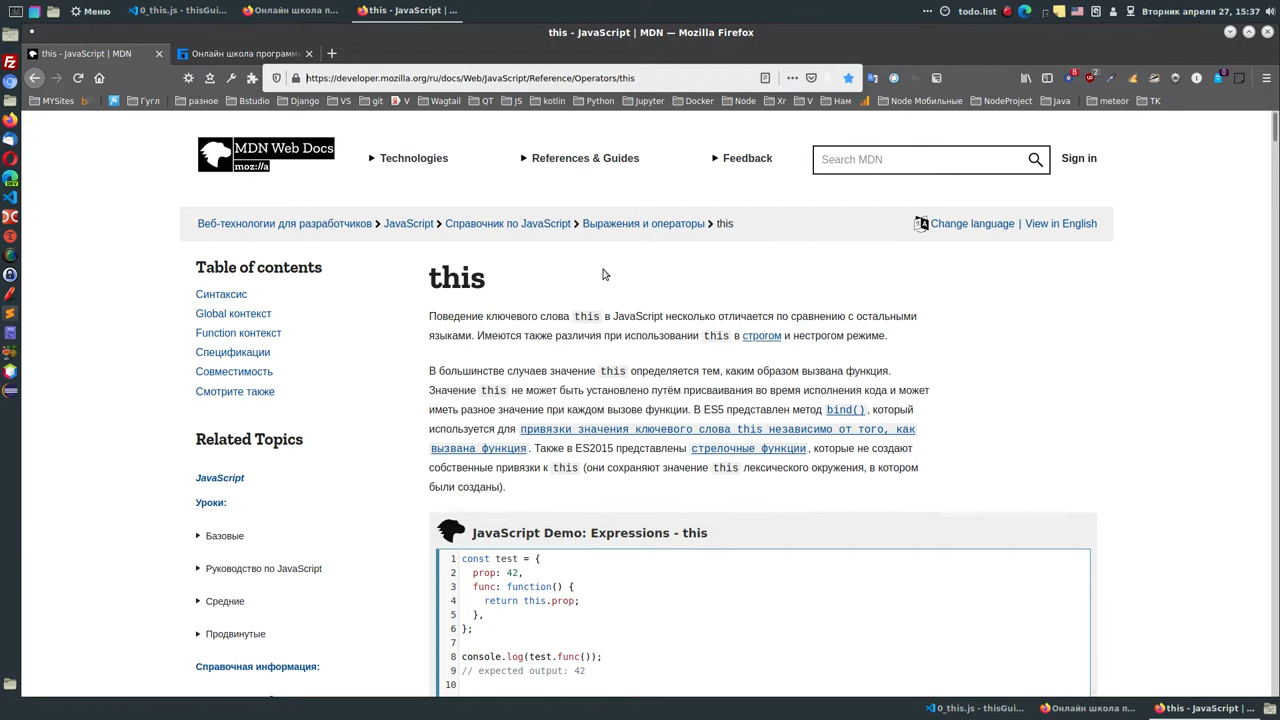 Меню
0_this.js - thisGui...
Онлайн школа п...
this - JavaScript | ...
todo.list
Вторник апреля 27, 15:37
this - JavaScript | MDN — Mozilla Firefox
this - JavaScript | MDN
Онлайн школа програми
https://developer.mozilla.org/ru/docs/Web/JavaScript/Reference/Operators/this
MYSites
Гугл
разное
Bstudio
Django
VS
git
V
Wagtail
QT
JS
kotlin
Python
Jupyter
Docker
Node
Xr
V
Нам
Node Мобильные
NodeProject
Java
meteor
ТК
MDN Web Docs
moz://a
Technologies
References & Guides
Feedback
Search MDN
Sign in
Веб-технологии для разработчиков
JavaScript
Справочник по JavaScript
Выражения и операторы
this
Change language | View in English
Table of contents
Синтаксис
Global контекст
Function контекст
Спецификации
Совместимость
Смотрите также
Related Topics
JavaScript
Уроки:
Базовые
Руководство по JavaScript
Средние
Продвинутые
Справочная информация:
this
Поведение ключевого слова this в JavaScript несколько отличается по сравнению с остальными
языками. Имеются также различия при использовании this в строгом и нестрогом режиме.
В большинстве случаев значение this определяется тем, каким образом вызвана функция.
Значение this не может быть установлено путём присваивания во время исполнения кода и может
иметь разное значение при каждом вызове функции. В ES5 представлен метод bind(), который
используется для привязки значения ключевого слова this независимо от того, как
вызвана функция. Также в ES2015 представлены стрелочные функции, которые не создают
собственные привязки к this (они сохраняют значение this лексического окружения, в котором
были созданы).
JavaScript Demo: Expressions - this
1 const test = {
2 prop: 42,
3 func: function() {
4 return this.prop;
5 },
6 };
7
8 console.log(test.func());
9 // expected output: 42
10
0_this.js - thisGui...
Онлайн школа п...
this - JavaScript | ...